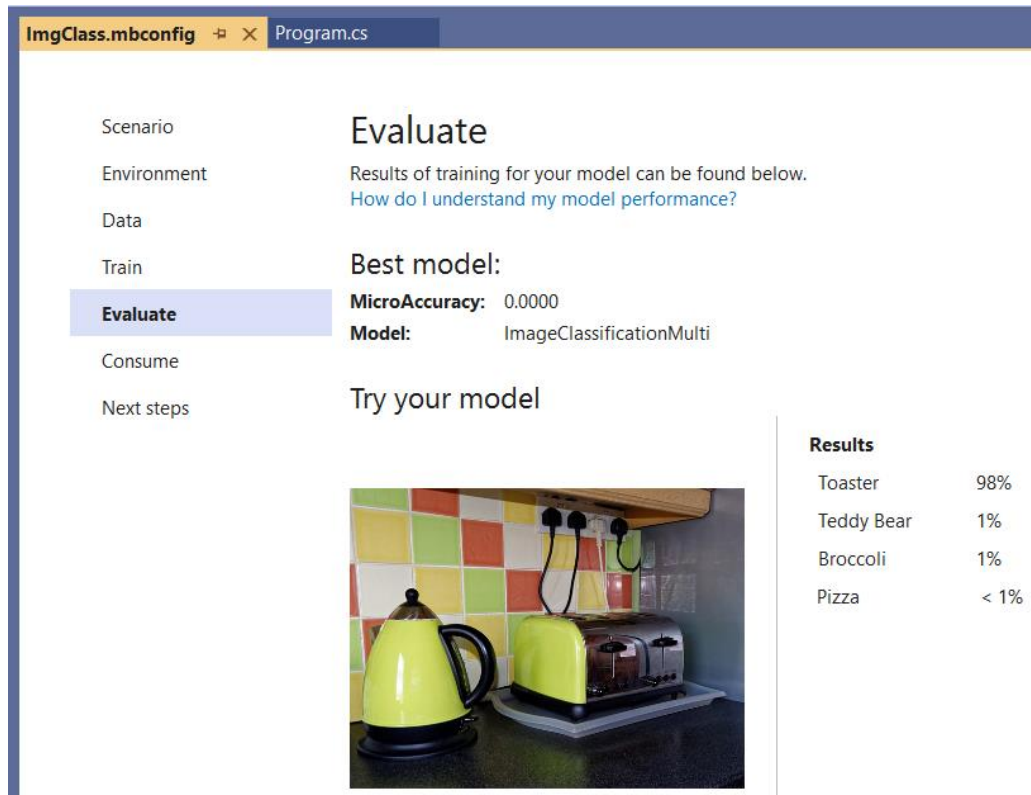 ImgClass.mbconfig
Program.cs
Scenario
Environment
Data
Train
Evaluate
Consume
Next steps
Evaluate
Results of training for your model can be found below.
How do I understand my model performance?
Best model:
MicroAccuracy: 0.0000
Model: ImageClassificationMulti
Try your model
Results
Toaster 98%
Teddy Bear 1%
Broccoli 1%
Pizza < 1%